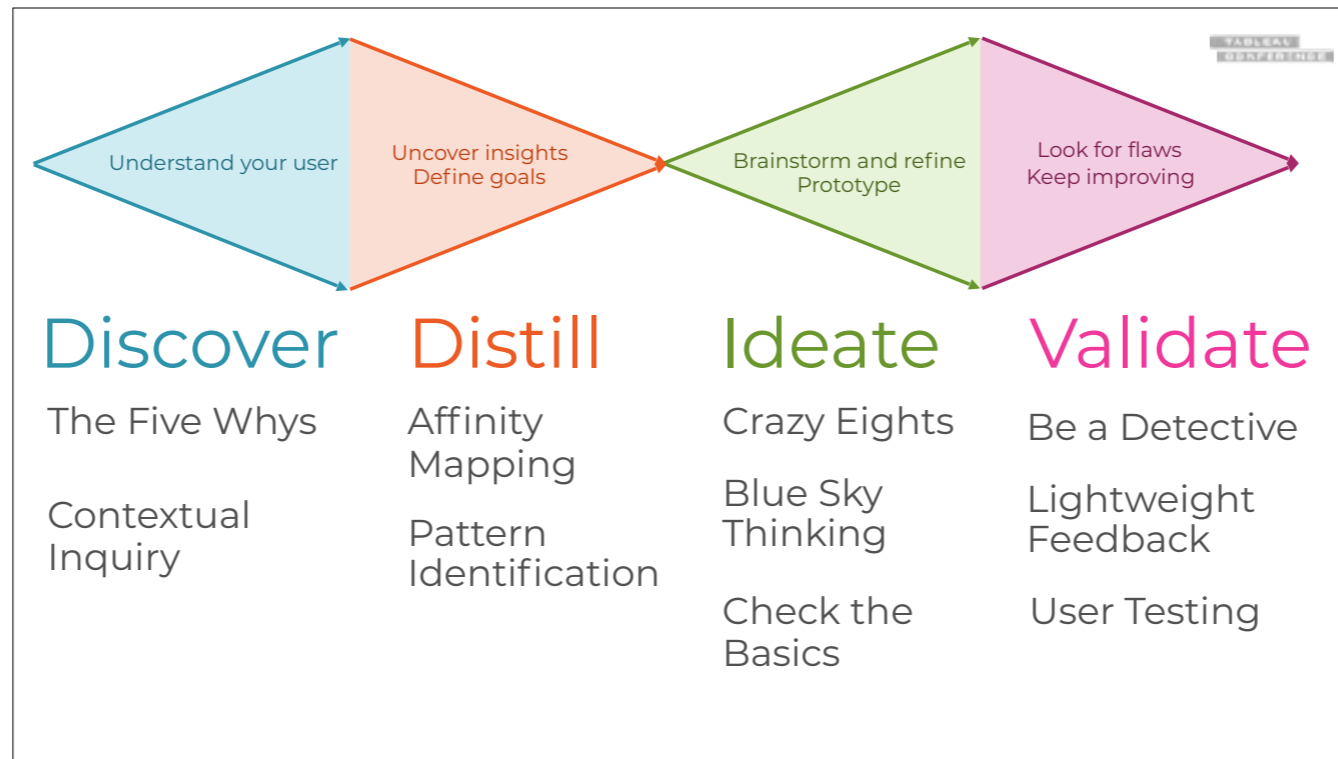 TABLEAU
CONFERENCE
Understand your user
Uncover insights
Define goals
Brainstorm and refine
Prototype
Look for flaws
Keep improving
Discover
The Five Whys
Contextual
Inquiry
Distill
Affinity
Mapping
Pattern
Identification
Ideate
Crazy Eights
Blue Sky
Thinking
Check the
Basics
Validate
Be a Detective
Lightweight
Feedback
User Testing